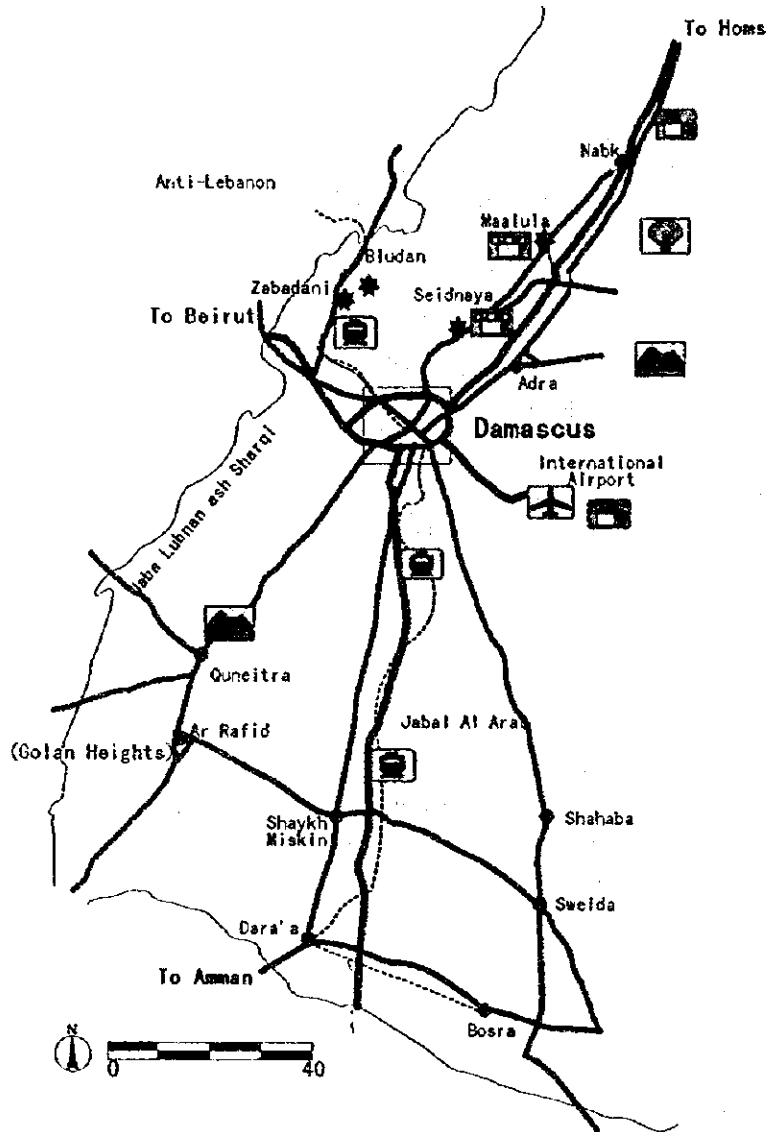 To Homs
Nabk
Anti-Lebanon
Maalula
Bludan
Zabadani
Seidnaya
To Beirut
Adra
Damascus
International
Airport
Jaba Lubnan ash Sharqi
Quneitra
Ar Rafid
(Golan Heights)
Jabal Al Arab
Shaykh
Miskin
Shahaba
Sweida
Dara'a
To Amman
Bosra
N
0
40